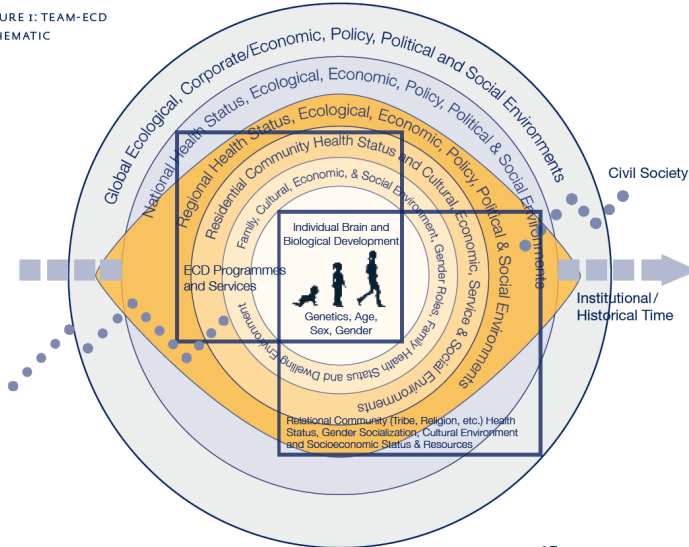 URE 1: TEAM-ECD
HEMATIC
Global Ecological, Corporate/Economic, Policy, Political and Social Environments
National Health Status, Ecological, Economic, Policy, Political & Social Environments
Regional Health Status, Ecological, Economic, Policy, Political & Social Environments
Residential Community Health Status and Cultural, Economic, Service & Social Environments
Family, Cultural, Economic, & Social Environment, Gender Roles, Family Health Status and Dwelling Environment
Individual Brain and
Biological Development
Genetics, Age,
Sex, Gender
ECD Programmes
and Services
Civil Society
Institutional/
Historical Time
Relational Community (Tribe, Religion, etc.) Health
Status, Gender Socialization, Cultural Environment
and Socioeconomic Status & Resources